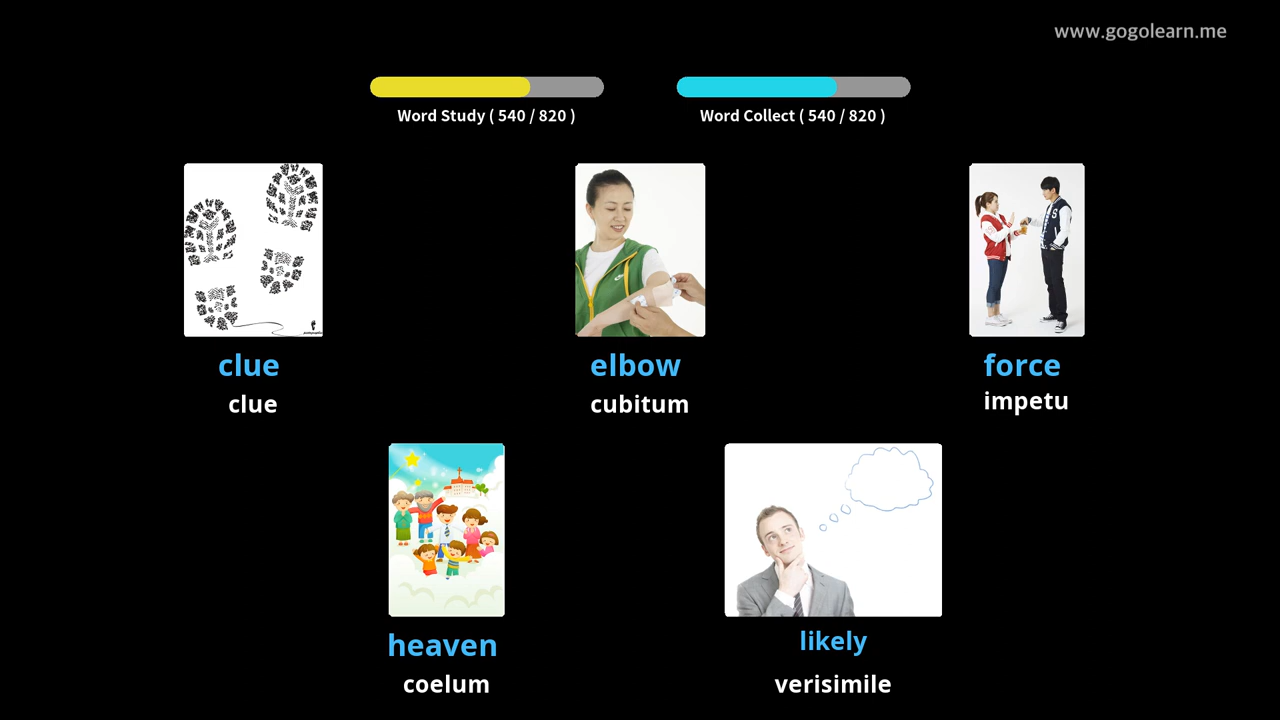 www.gogolearn.me
Word Study ( 540 / 820 )
Word Collect ( 540 / 820 )
clue
clue
elbow
cubitum
force
impetu
heaven
coelum
likely
verisimile